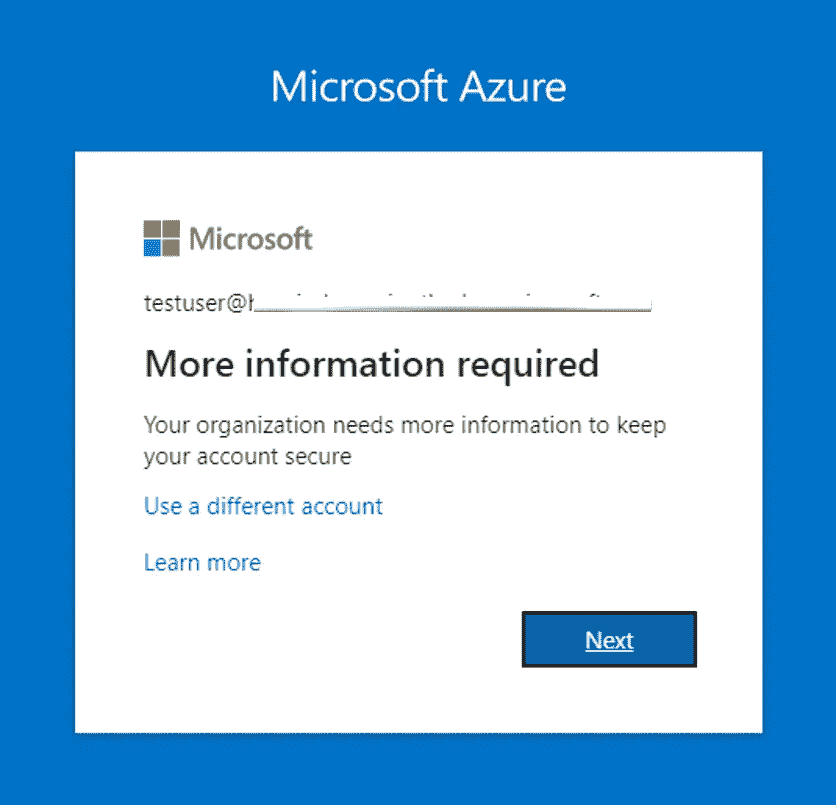 Microsoft Azure
Microsoft
testuser@
More information required
Your organization needs more information to keep
your account secure
Use a different account
Learn more
Next